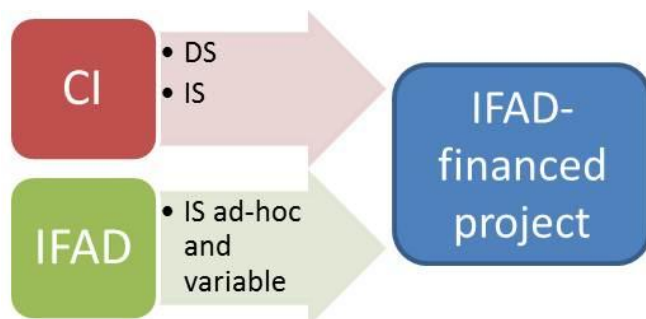 CI
• DS
• IS
IFAD
• IS ad-hoc
and
variable
IFAD-
financed
project